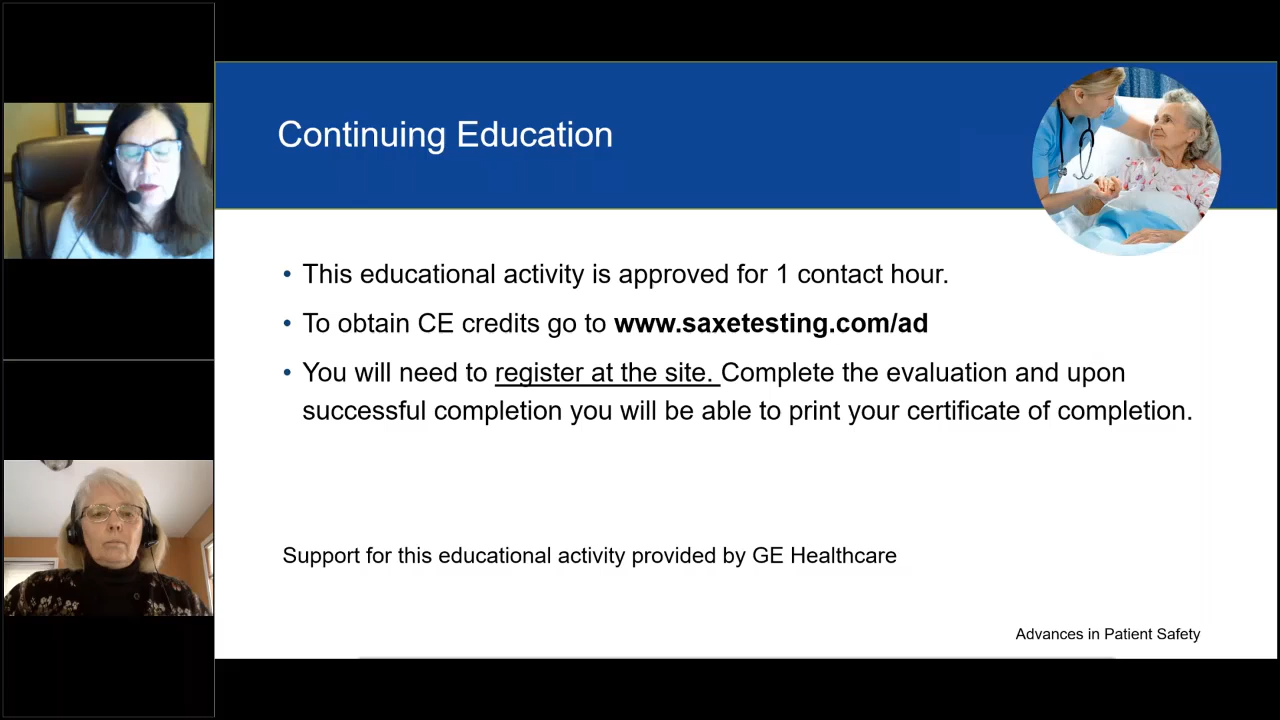 Continuing Education
• This educational activity is approved for 1 contact hour.
• To obtain CE credits go to www.saxetesting.com/ad
• You will need to register at the site. Complete the evaluation and upon
successful completion you will be able to print your certificate of completion.
Support for this educational activity provided by GE Healthcare
Advances in Patient Safety